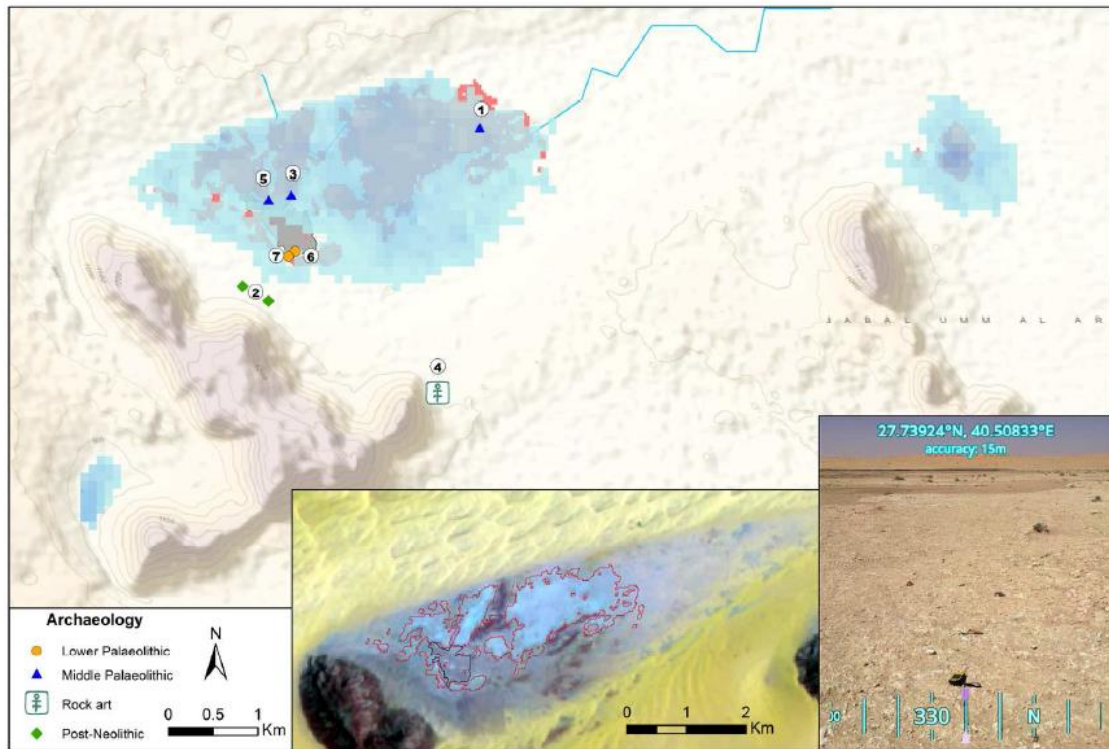 1
5
3
7
6
2
4
JABAL UMM AL AR
Archaeology
Lower Palaeolithic
Middle Palaeolithic
Rock art
Post-Neolithic
N
0 0.5 1
Km
0 1 2
Km
27.73924°N, 40.50833°E
accuracy: 15m
00 330 N